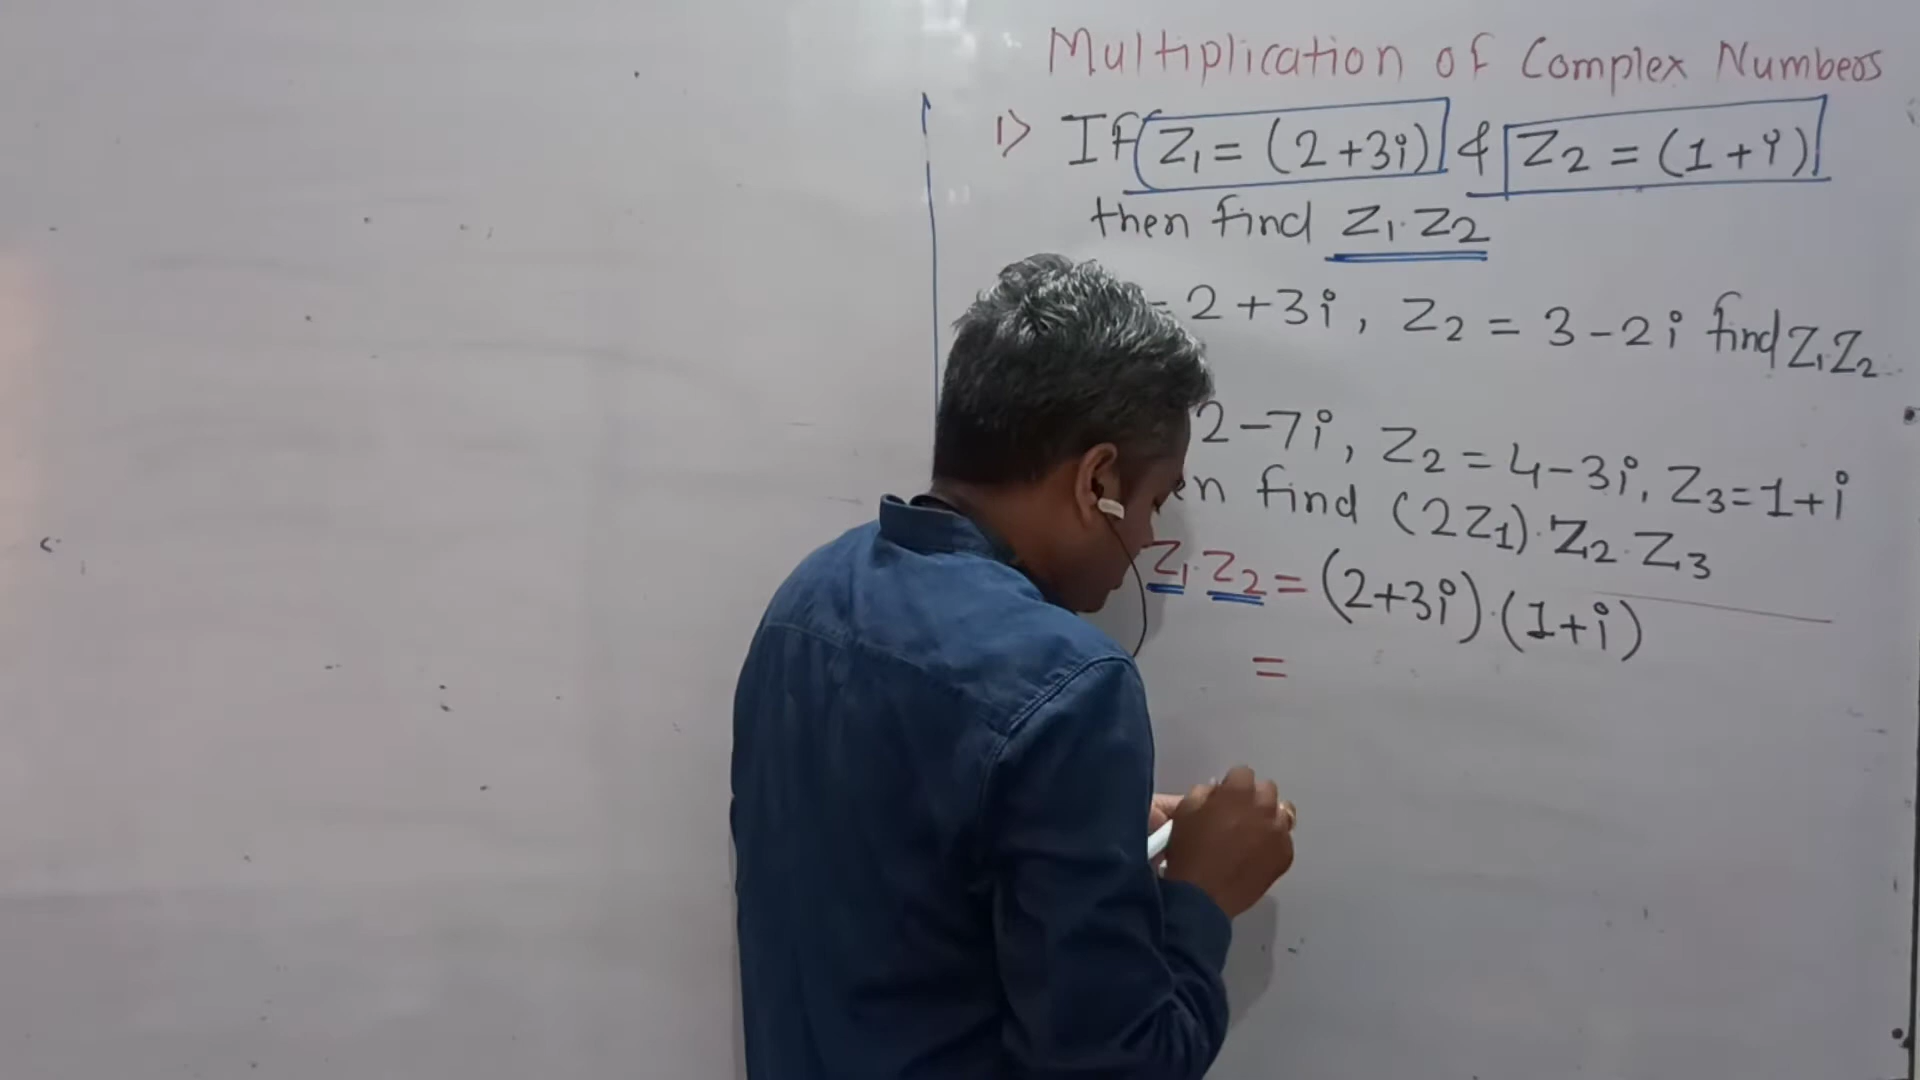 Multiplication of Complex Numbers
1) If Z₁ = (2+3i) & Z₂ = (1+i)
then find Z₁·Z₂
2+3i, Z₂ = 3-2i find Z₁Z₂
2-7i, Z₂ = 4-3i, Z₃=1+i
find (2Z₁)·Z₂·Z₃
Z₁·Z₂ = (2+3i)·(1+i)
=